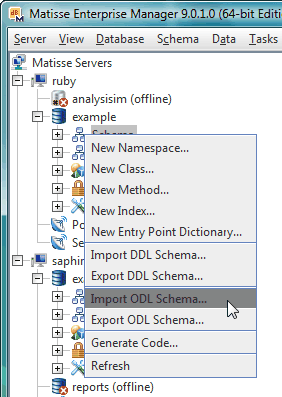 Matisse Enterprise Manager 9.0.1.0 (64-bit Editi
Server View Database Schema Data Tasks
Matisse Servers
ruby
analysisim (offline)
example
Schema
New Namespace...
New Class...
New Method...
New Index...
New Entry Point Dictionary...
Po
Se
Import DDL Schema...
saphir
Export DDL Schema...
ex
Import ODL Schema...
Export ODL Schema...
Generate Code...
Refresh
reports (offline)